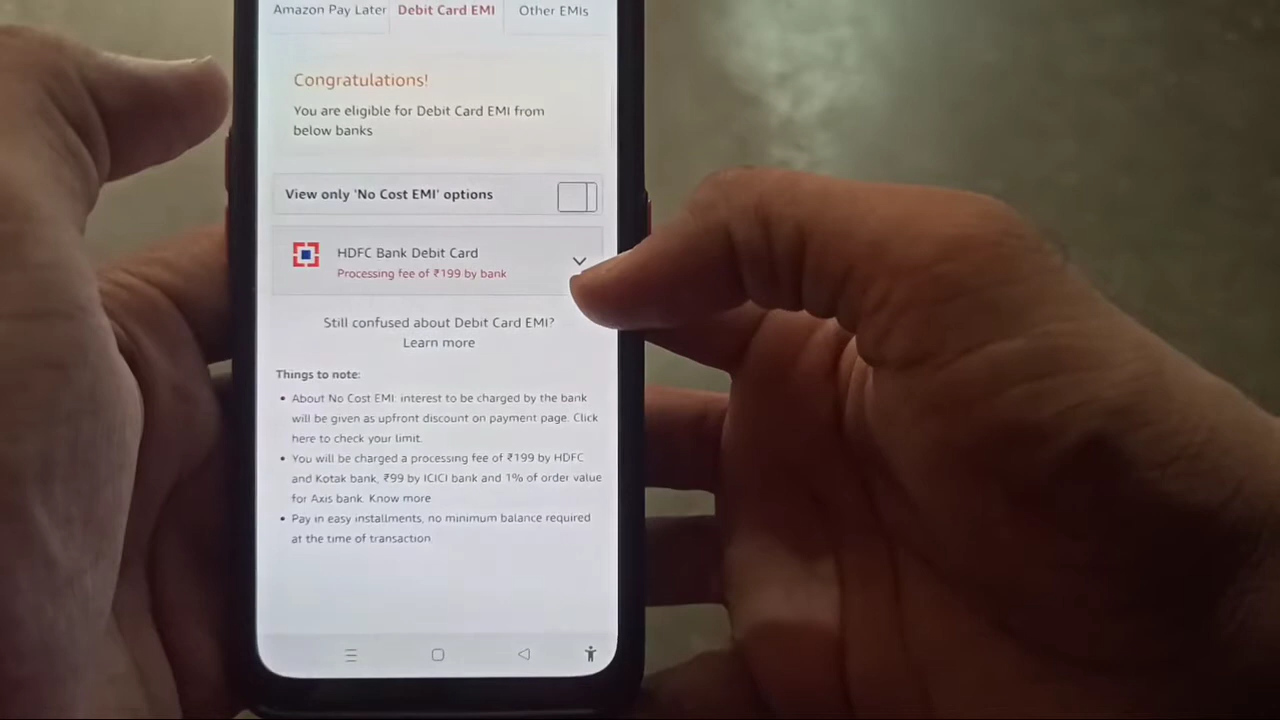 Amazon Pay Later Debit Card EMI Other EMIs
Congratulations!
You are eligible for Debit Card EMI from
below banks
View only 'No Cost EMI' options
HDFC Bank Debit Card
Processing fee of ₹199 by bank
Still confused about Debit Card EMI?
Learn more
Things to note:
• About No Cost EMI: interest to be charged by the bank
will be given as upfront discount on payment page. Click
here to check your limit.
• You will be charged a processing fee of ₹199 by HDFC
and Kotak bank, ₹99 by ICICI bank and 1% of order value
for Axis bank. Know more
• Pay in easy installments, no minimum balance required
at the time of transaction